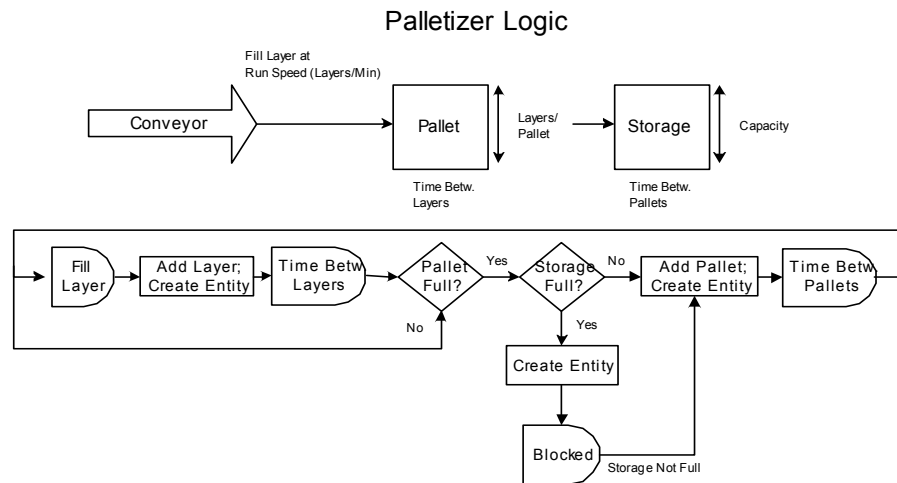 Palletizer Logic
Fill Layer at
Run Speed (Layers/Min)
Conveyor
Pallet
Layers/
Pallet
Storage
Capacity
Time Betw.
Layers
Time Betw.
Pallets
Fill
Layer
Add Layer;
Create Entity
Time Betw
Layers
Pallet
Full?
Yes
No
Storage
Full?
No
Yes
Add Pallet;
Create Entity
Time Betw
Pallets
Create Entity
Blocked
Storage Not Full